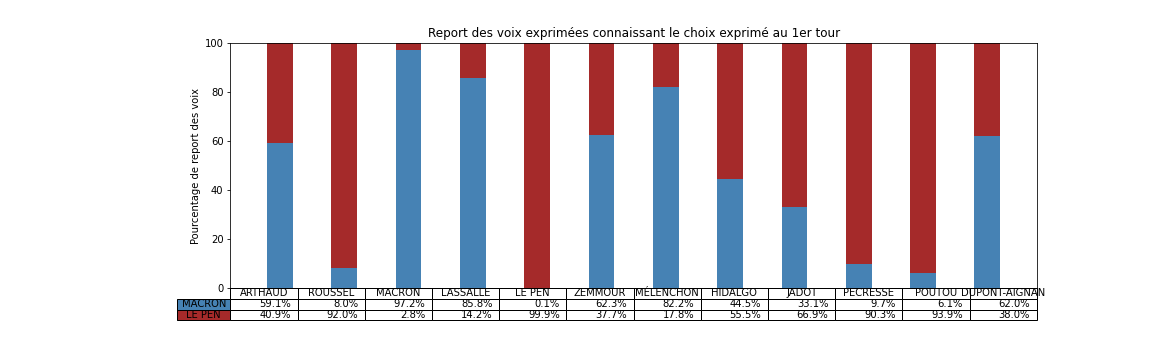 Report des voix exprimées connaissant le choix exprimé au 1er tour
Pourcentage de report des voix
100
80
60
40
20
0
ARTHAUD ROUSSEL MACRON LASSALLE LE PEN ZEMMOUR MÉLENCHON HIDALGO JADOT PÉCRESSE POUTOU DUPONT-AIGNAN
MACRON 59.1% 8.0% 97.2% 85.8% 0.1% 62.3% 82.2% 44.5% 33.1% 9.7% 6.1% 62.0%
LE PEN 40.9% 92.0% 2.8% 14.2% 99.9% 37.7% 17.8% 55.5% 66.9% 90.3% 93.9% 38.0%